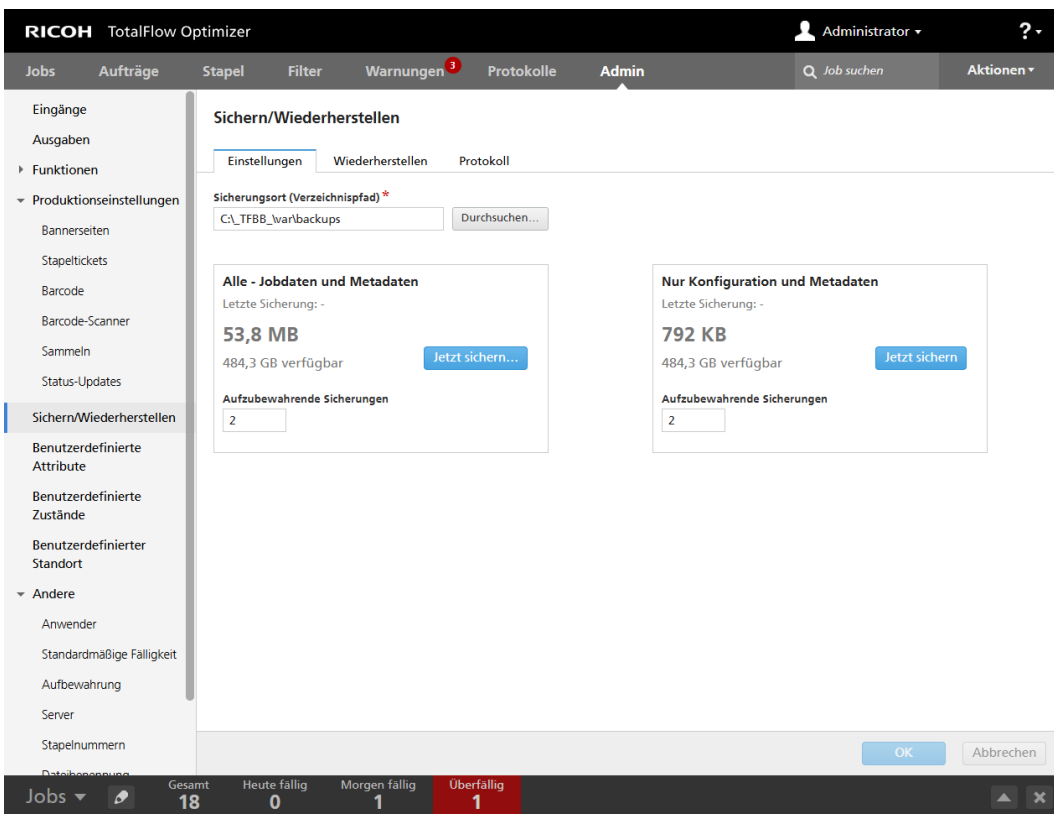 RICOH TotalFlow Optimizer
Administrator
?
Jobs Aufträge Stapel Filter Warnungen 3 Protokolle Admin Job suchen Aktionen
Eingänge
Ausgaben
Funktionen
Produktionseinstellungen
Bannerseiten
Stapeltickets
Barcode
Barcode-Scanner
Sammeln
Status-Updates
Sichern/Wiederherstellen
Benutzerdefinierte
Attribute
Benutzerdefinierte
Zustände
Benutzerdefinierter
Standort
Andere
Anwender
Standardmäßige Fälligkeit
Aufbewahrung
Server
Stapelnummern
Dateibenennung
Sichern/Wiederherstellen
Einstellungen Wiederherstellen Protokoll
Sicherungsort (Verzeichnispfad) *
C:\_TFBB_\var\backups Durchsuchen...
Alle - Jobdaten und Metadaten
Letzte Sicherung: -
53,8 MB
484,3 GB verfügbar
Jetzt sichern...
Aufzubewahrende Sicherungen
2
Nur Konfiguration und Metadaten
Letzte Sicherung: -
792 KB
484,3 GB verfügbar
Jetzt sichern
Aufzubewahrende Sicherungen
2
OK Abbrechen
Jobs
Gesamt
18
Heute fällig
0
Morgen fällig
1
Überfällig
1